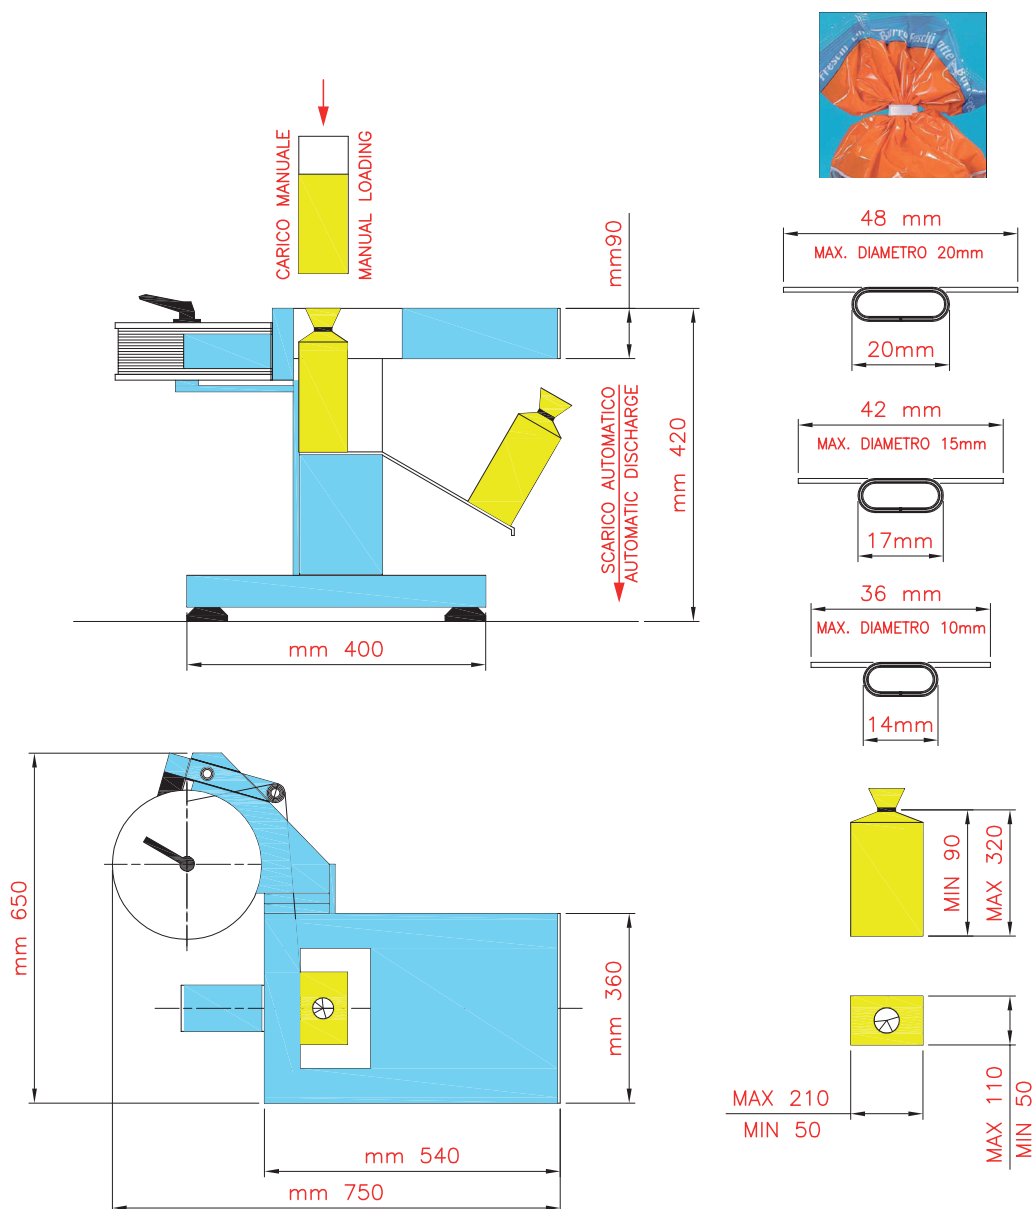 CARICO MANUALE
MANUAL LOADING
mm90
SCARICO AUTOMATICO
AUTOMATIC DISCHARGE
mm 420
mm 400
48 mm
MAX. DIAMETRO 20mm
20mm
42 mm
MAX. DIAMETRO 15mm
17mm
36 mm
MAX. DIAMETRO 10mm
14mm
mm 650
mm 360
mm 540
mm 750
MIN 90
MAX 320
MAX 210
MIN 50
MAX 110
MIN 50